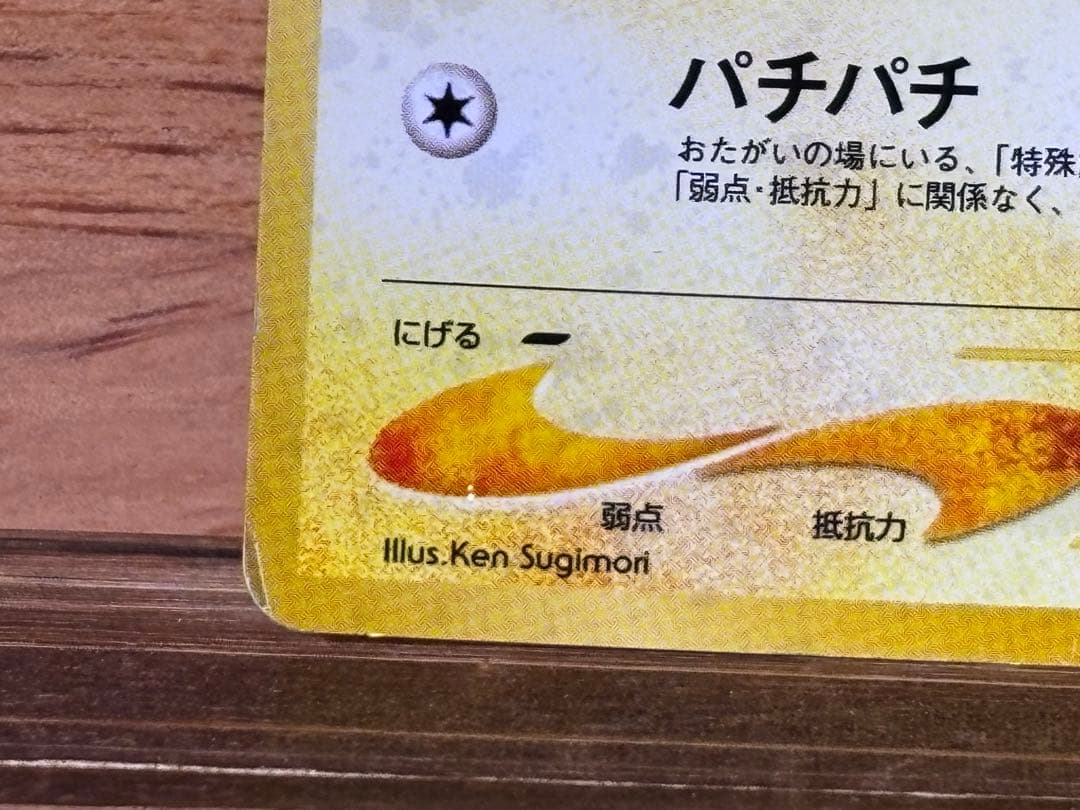 パチパチ
おたがいの場にいる、「特殊
「弱点・抵抗力」に関係なく、
にげる
弱点
抵抗力
Illus.Ken Sugimori